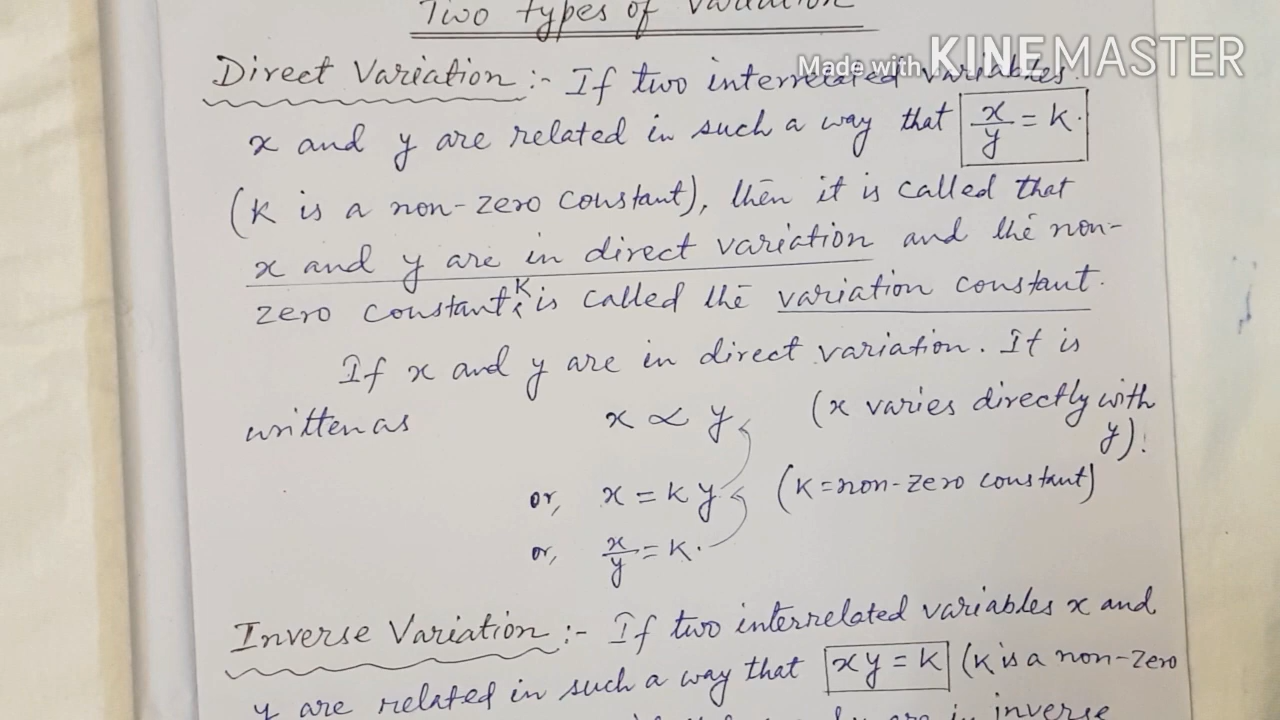 Two types of Variation
Made with KINEMASTER
Direct Variation :- If two interrelated variables
x and y are related in such a way that x/y = K.
(K is a non-zero constant), then it is called that
x and y are in direct variation and the non-
zero constant K is called the variation constant.
If x and y are in direct variation. It is
written as x ∝ y (x varies directly with
y).
or, x = K y (K = non-zero constant)
or, x/y = K.
Inverse Variation :- If two interrelated variables x and
y are related in such a way that xy = K (K is a non-zero
inverse